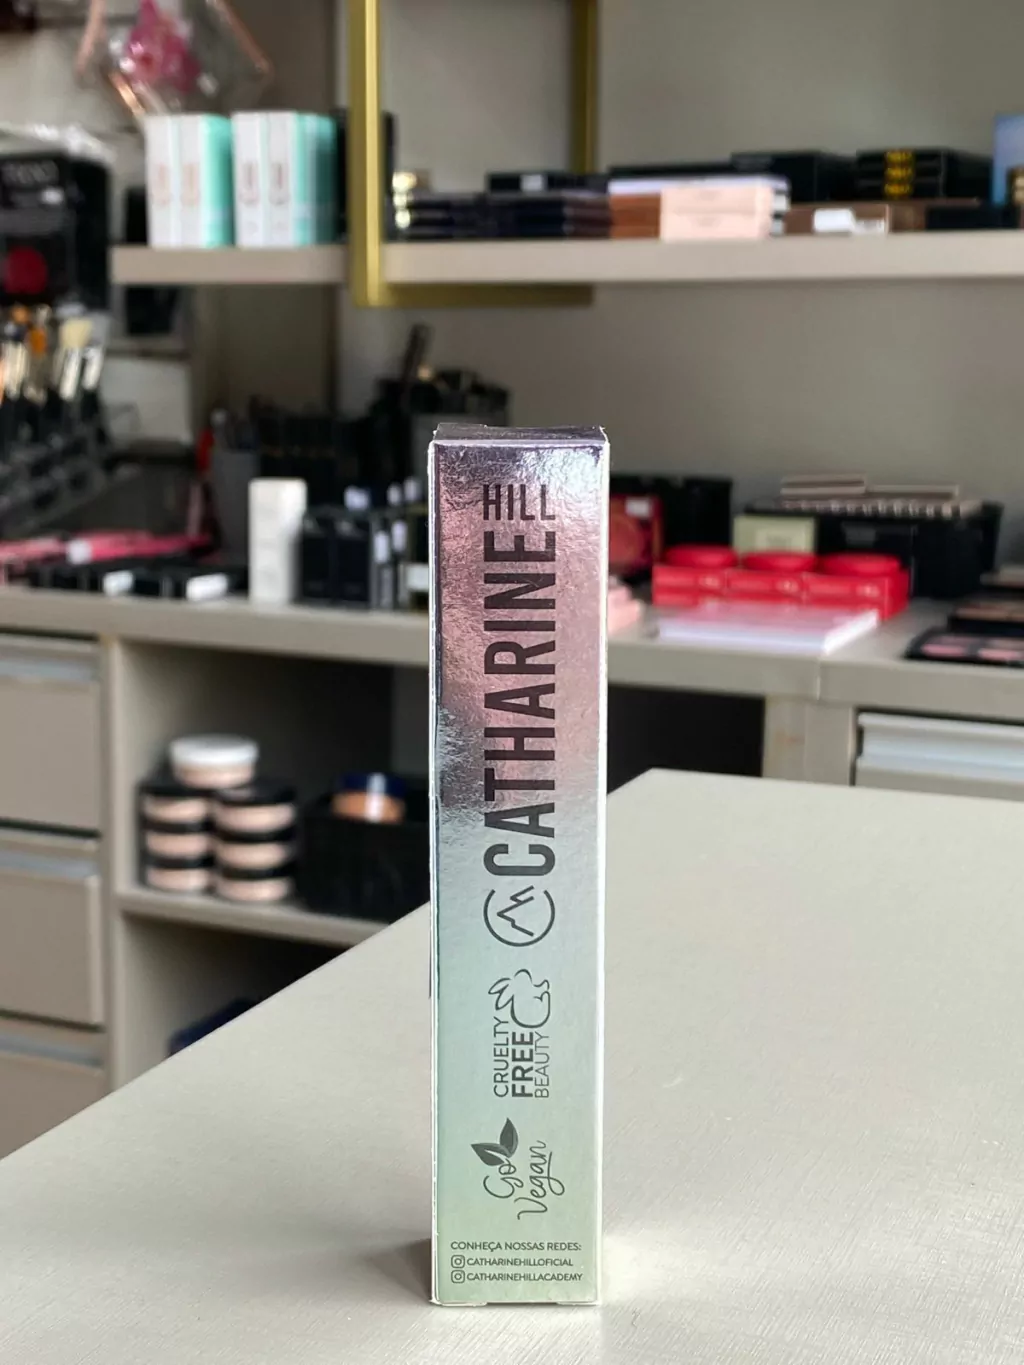 CATHARINE HILL
CRUELTY
FREE
BEAUTY
Go
Vegan
CONHEÇA NOSSAS REDES:
CATHARINEHILLOFICIAL
CATHARINEHILLACADEMY